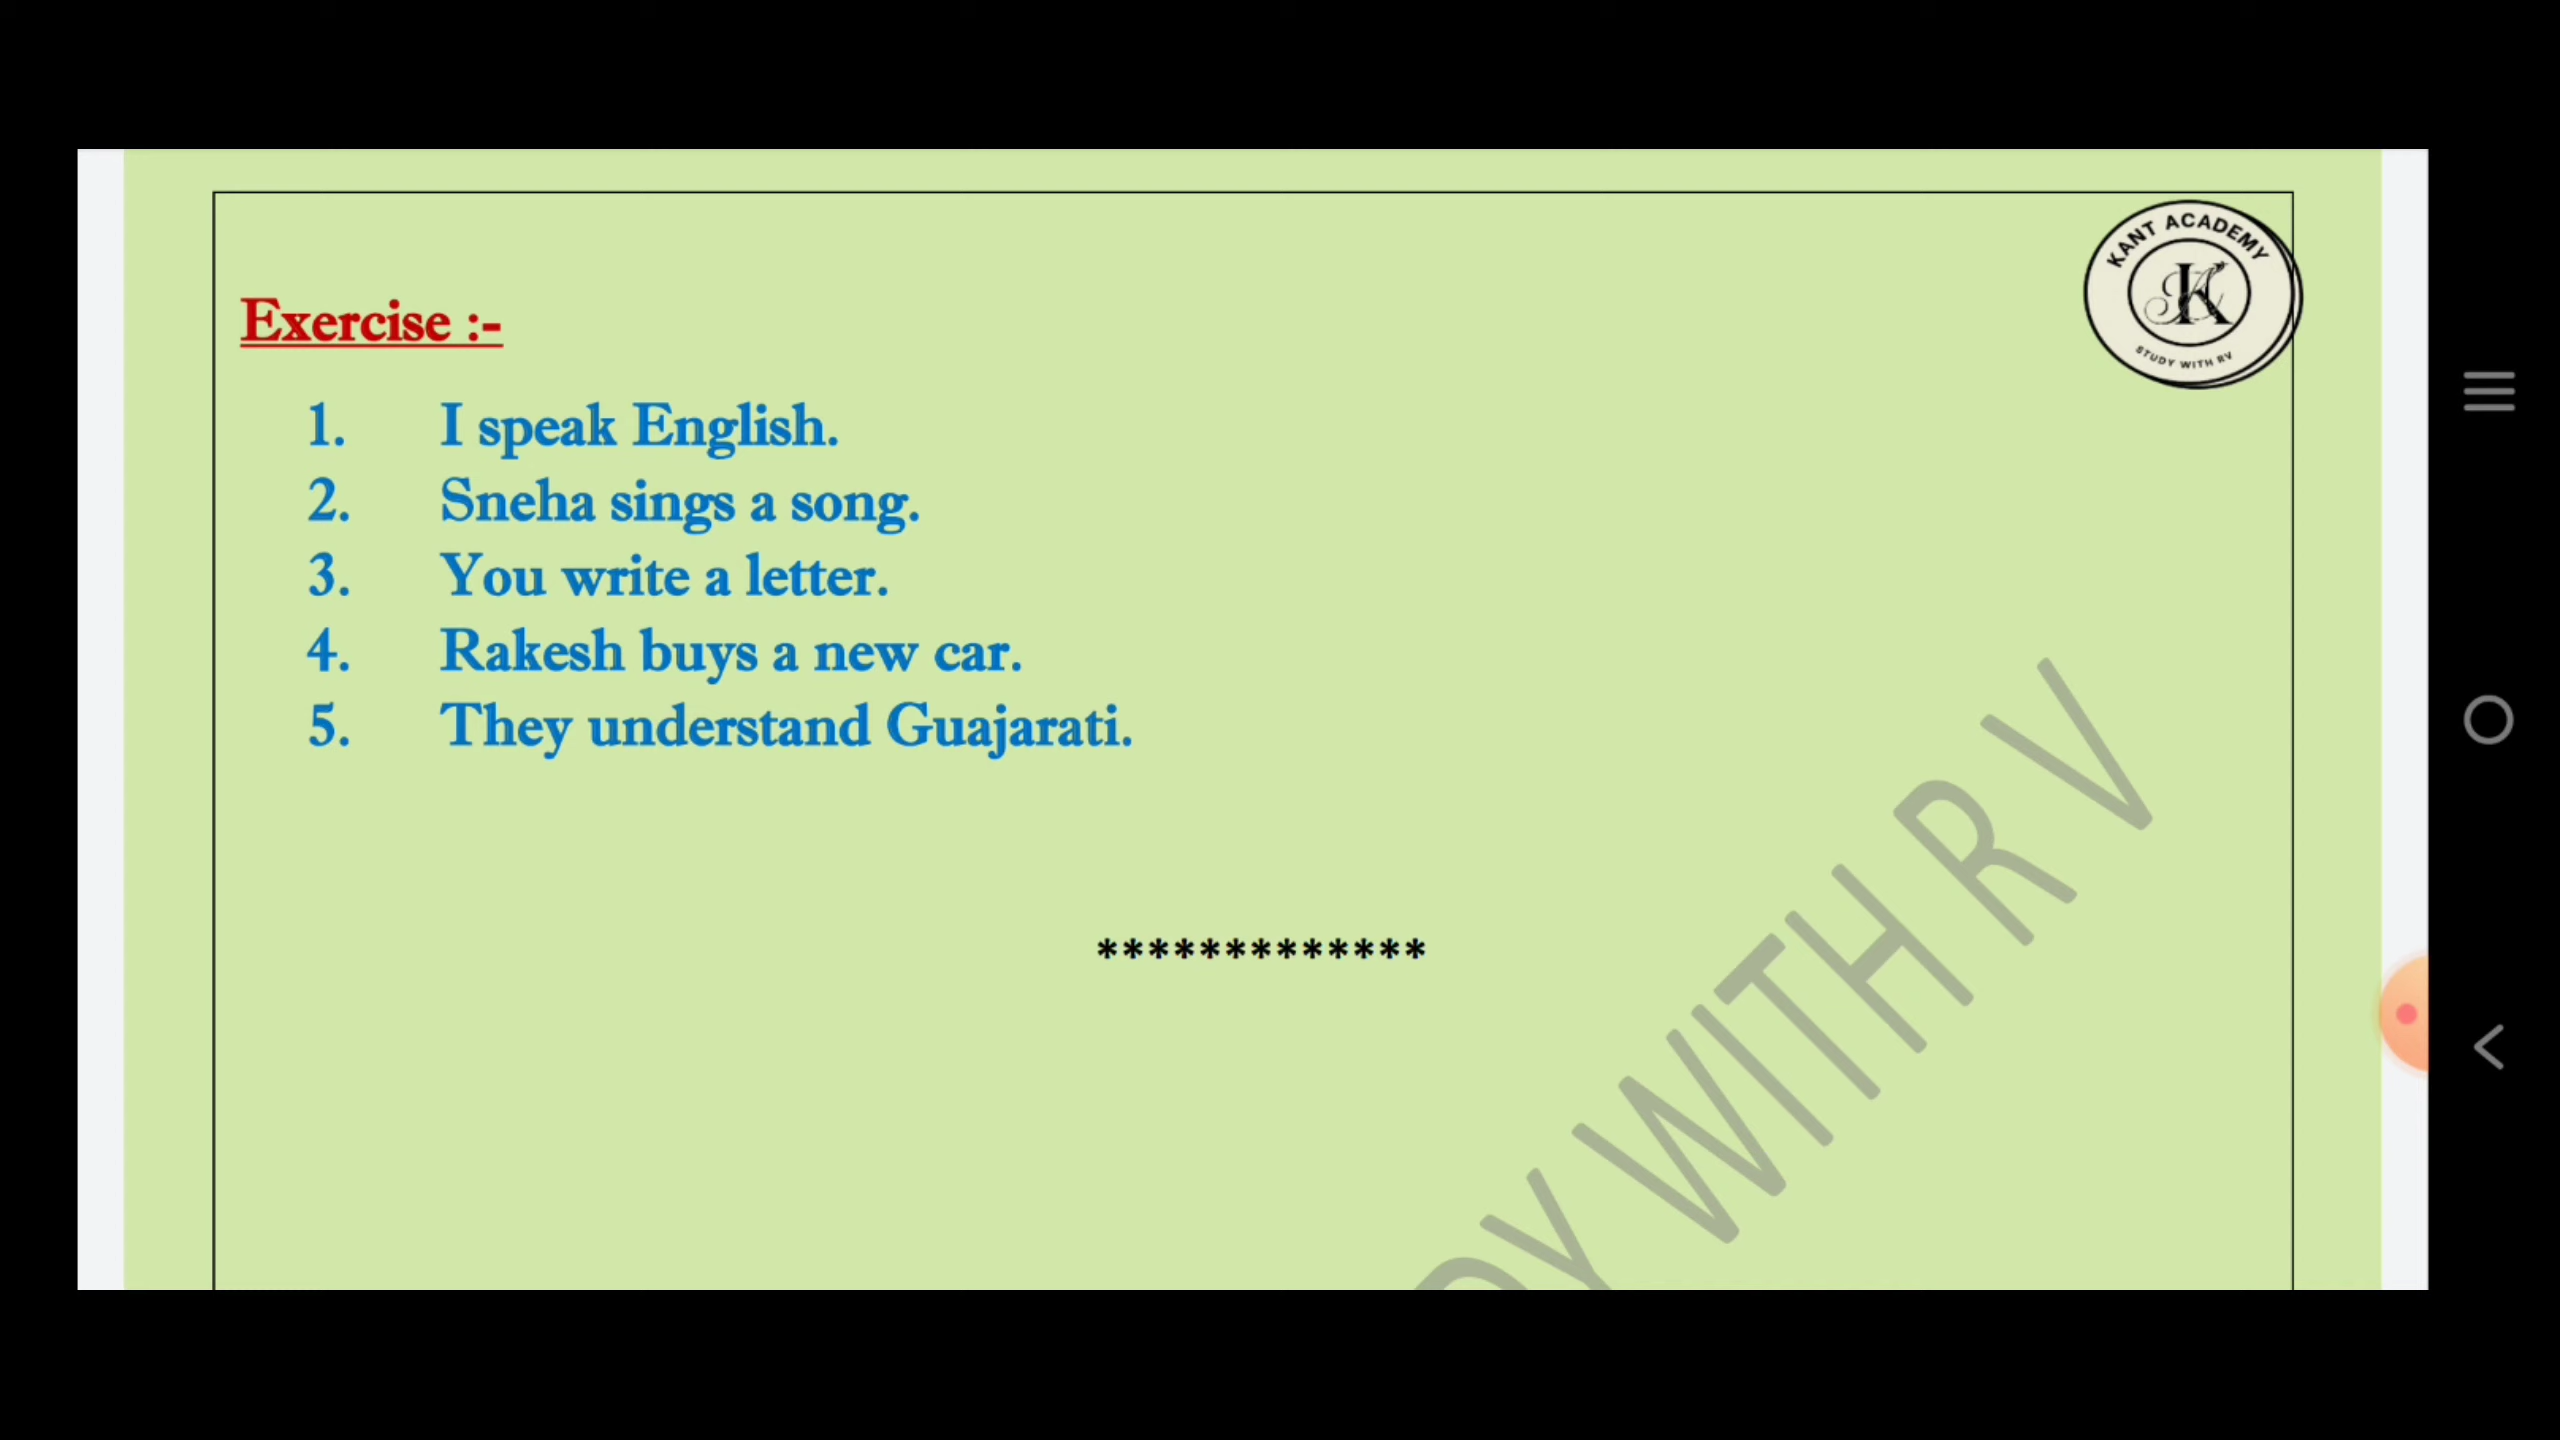 KANT ACADEMY
K
STUDY WITH RV
Exercise :-
1. I speak English.
2. Sneha sings a song.
3. You write a letter.
4. Rakesh buys a new car.
5. They understand Guajarati.
*************
DY WITH R V